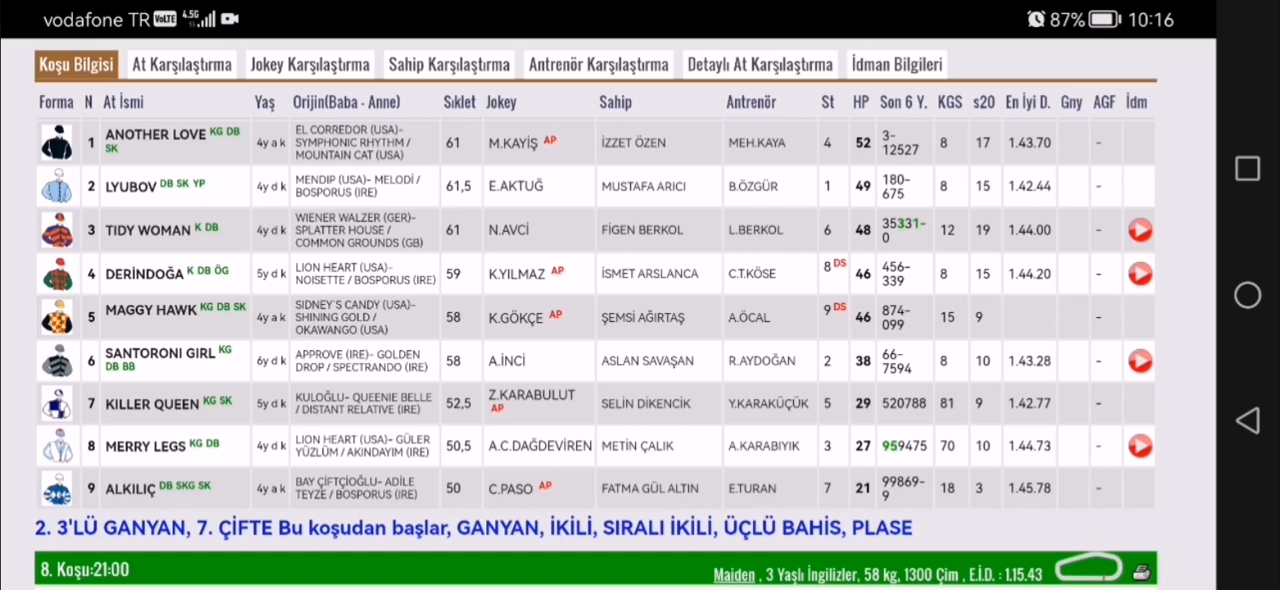 vodafone TR VoLTE 4.5G 87% 10:16
Koşu Bilgisi At Karşılaştırma Jokey Karşılaştırma Sahip Karşılaştırma Antrenör Karşılaştırma Detaylı At Karşılaştırma İdman Bilgileri
Forma N At İsmi Yaş Orijin(Baba - Anne) Sıklet Jokey Sahip Antrenör St HP Son 6 Y. KGS s20 En İyi D. Gny AGF İdm
1 ANOTHER LOVE KG DB SK 4y a k EL CORREDOR (USA)- SYMPHONIC RHYTHM / MOUNTAIN CAT (USA) 61 M.KAYİŞ AP İZZET ÖZEN MEH.KAYA 4 52 3-12527 8 17 1.43.70 -
2 LYUBOV DB SK YP 4y d k MENDIP (USA)- MELODİ / BOSPORUS (IRE) 61,5 E.AKTUĞ MUSTAFA ARICI B.ÖZGÜR 1 49 180-675 8 15 1.42.44 -
3 TIDY WOMAN K DB 4y d k WIENER WALZER (GER)- SPLATTER HOUSE / COMMON GROUNDS (GB) 61 N.AVCİ FİGEN BERKOL L.BERKOL 6 48 35331-0 12 19 1.44.00 -
4 DERİNDOĞA K DB ÖG 5y d k LION HEART (USA)- NOISETTE / BOSPORUS (IRE) 59 K.YILMAZ AP İSMET ARSLANCA C.T.KÖSE 8 DS 46 456-339 8 15 1.44.20 -
5 MAGGY HAWK KG DB SK 4y a k SIDNEY'S CANDY (USA)- SHINING GOLD / OKAWANGO (USA) 58 K.GÖKÇE AP ŞEMSİ AĞIRTAŞ A.ÖCAL 9 DS 46 874-099 15 9 -
6 SANTORONI GIRL KG DB BB 6y d k APPROVE (IRE)- GOLDEN DROP / SPECTRANDO (IRE) 58 A.İNCİ ASLAN SAVAŞAN R.AYDOĞAN 2 38 66-7594 8 10 1.43.28 -
7 KILLER QUEEN KG SK 5y d k KULOĞLU- QUEENIE BELLE / DISTANT RELATIVE (IRE) 52,5 Z.KARABULUT AP SELİN DİKENCİK Y.KARAKÜÇÜK 5 29 520788 81 9 1.42.77 -
8 MERRY LEGS KG DB 4y d k LION HEART (USA)- GÜLER YÜZLÜM / AKINDAYIM (IRE) 50,5 A.C.DAĞDEVİREN METİN ÇALIK A.KARABIYIK 3 27 959475 70 10 1.44.73 -
9 ALKILIÇ DB SKG SK 4y a k BAY ÇİFTÇİOĞLU- ADİLE TEYZE / BOSPORUS (IRE) 50 C.PASO AP FATMA GÜL ALTIN E.TURAN 7 21 99869-9 18 3 1.45.78 -
2. 3'LÜ GANYAN, 7. ÇİFTE Bu koşudan başlar, GANYAN, İKİLİ, SIRALI İKİLİ, ÜÇLÜ BAHİS, PLASE
8. Koşu:21:00 Maiden , 3 Yaşlı İngilizler, 58 kg, 1300 Çim , E.İ.D. : 1.15.43